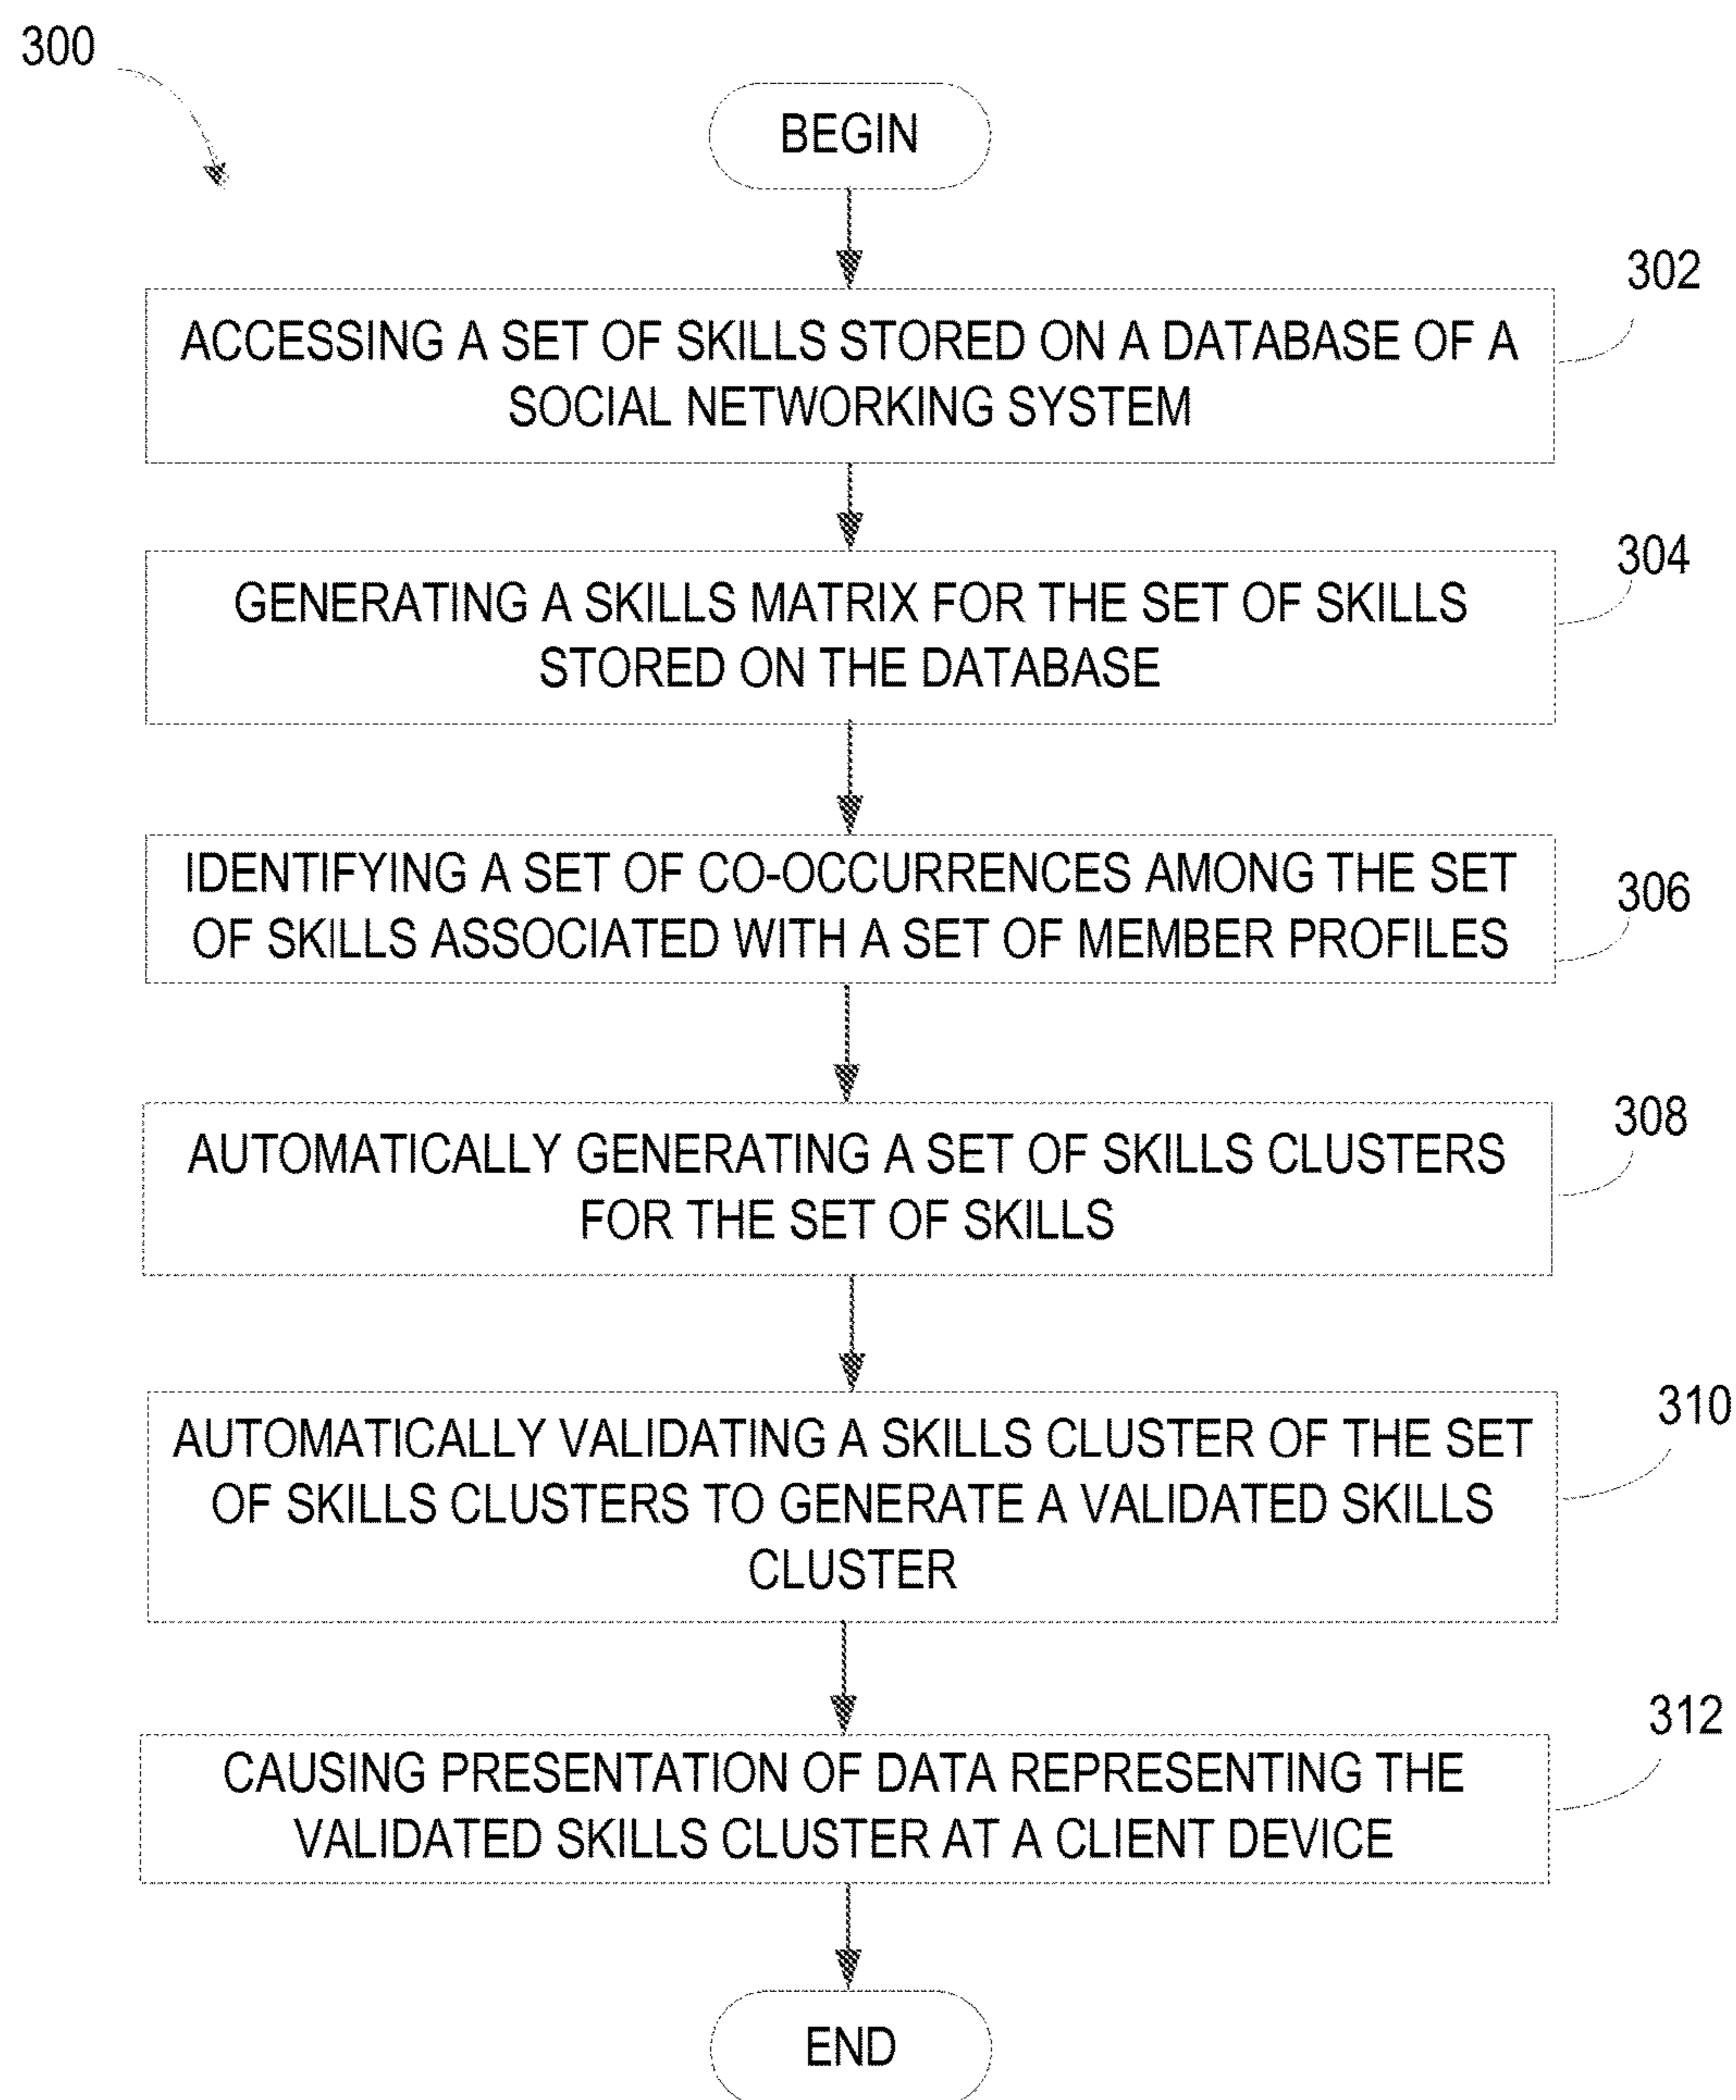 300
BEGIN
302
ACCESSING A SET OF SKILLS STORED ON A DATABASE OF A
SOCIAL NETWORKING SYSTEM
304
GENERATING A SKILLS MATRIX FOR THE SET OF SKILLS
STORED ON THE DATABASE
306
IDENTIFYING A SET OF CO-OCCURRENCES AMONG THE SET
OF SKILLS ASSOCIATED WITH A SET OF MEMBER PROFILES
308
AUTOMATICALLY GENERATING A SET OF SKILLS CLUSTERS
FOR THE SET OF SKILLS
310
AUTOMATICALLY VALIDATING A SKILLS CLUSTER OF THE SET
OF SKILLS CLUSTERS TO GENERATE A VALIDATED SKILLS
CLUSTER
312
CAUSING PRESENTATION OF DATA REPRESENTING THE
VALIDATED SKILLS CLUSTER AT A CLIENT DEVICE
END